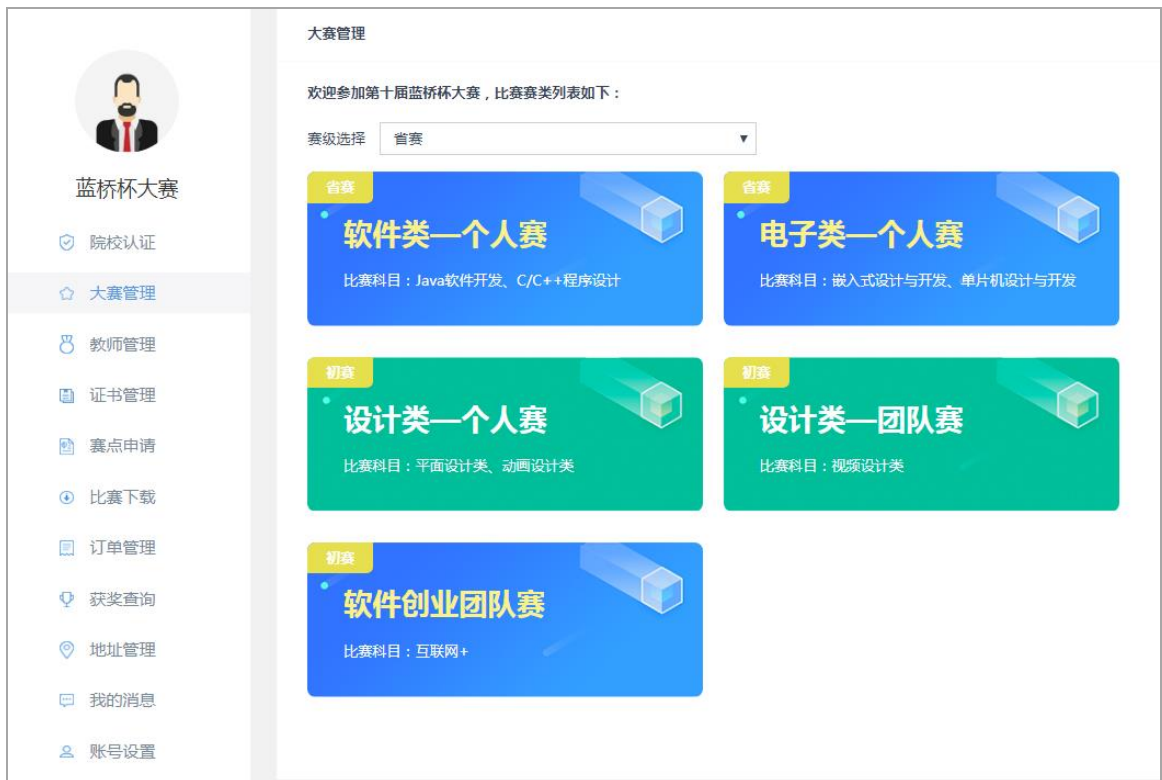 蓝桥杯大赛
院校认证
大赛管理
教师管理
证书管理
赛点申请
比赛下载
订单管理
获奖查询
地址管理
我的消息
账号设置
大赛管理
欢迎参加第十届蓝桥杯大赛，比赛赛类列表如下：
赛级选择 省赛
省赛
软件类—个人赛
比赛科目：Java软件开发、C/C++程序设计
省赛
电子类—个人赛
比赛科目：嵌入式设计与开发、单片机设计与开发
初赛
设计类—个人赛
比赛科目：平面设计类、动画设计类
初赛
设计类—团队赛
比赛科目：视频设计类
初赛
软件创业团队赛
比赛科目：互联网+